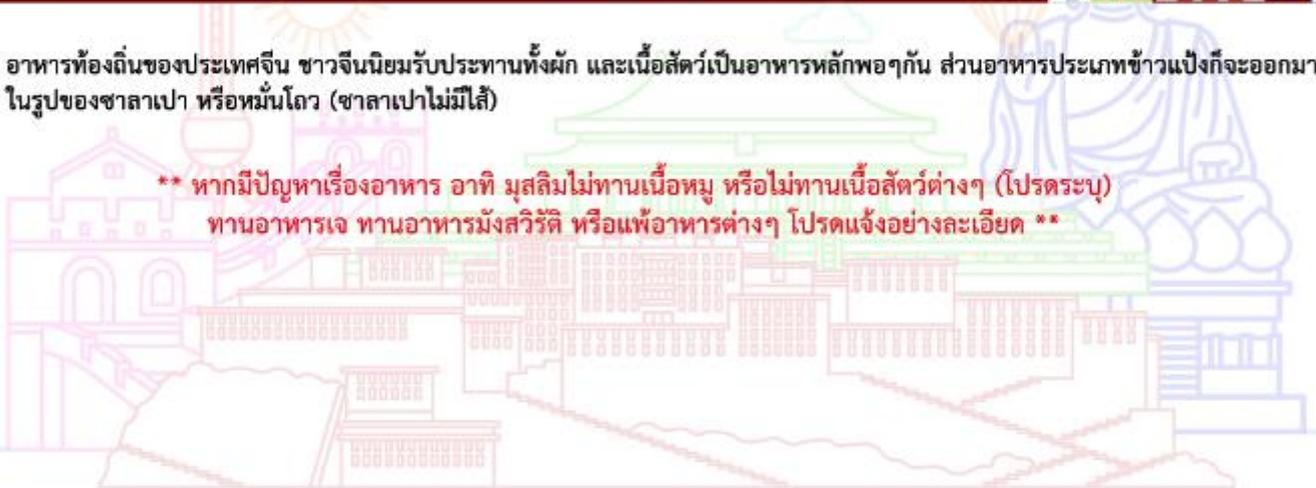 อาหารท้องถิ่นของประเทศจีน ชาวจีนนิยมรับประทานทั้งผัก และเนื้อสัตว์เป็นอาหารหลักพอๆกัน ส่วนอาหารประเภทข้าวแป้งก็จะออกมา
ในรูปของซาลาเปา หรือหมั่นโถว (ซาลาเปาไม่มีไส้)
** หากมีปัญหาเรื่องอาหาร อาทิ มุสลิมไม่ทานเนื้อหมู หรือไม่ทานเนื้อสัตว์ต่างๆ (โปรดระบุ)
ทานอาหารเจ ทานอาหารมังสวิรัติ หรือแพ้อาหารต่างๆ โปรดแจ้งอย่างละเอียด **